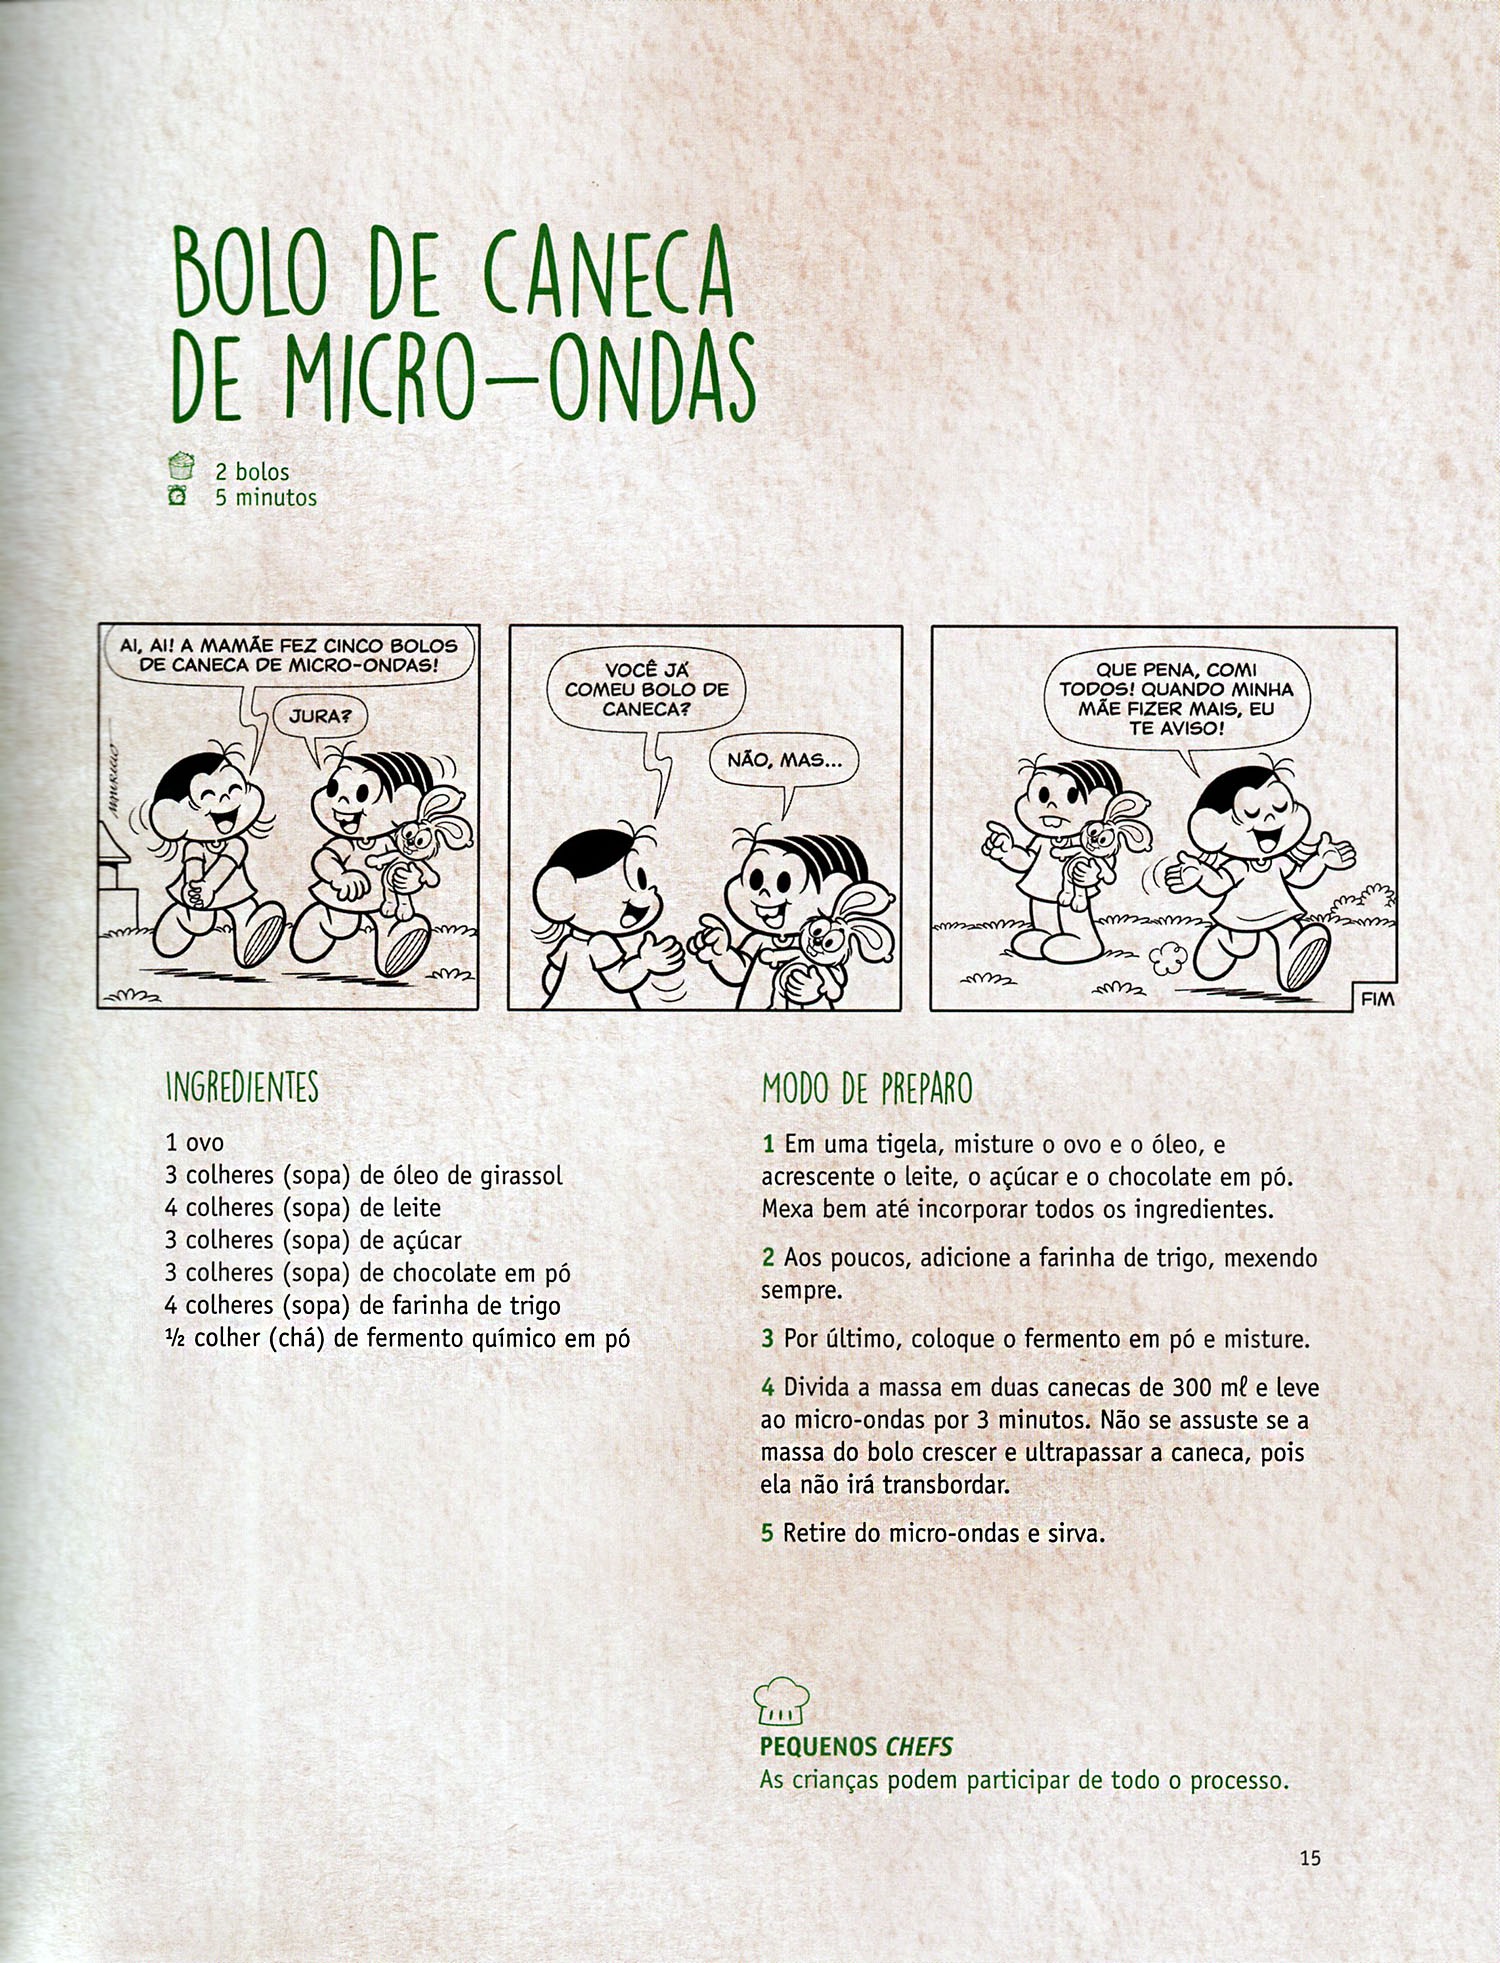 BOLO DE CANECA
DE MICRO-ONDAS
2 bolos
5 minutos
AI, AI! A MAMÃE FEZ CINCO BOLOS
DE CANECA DE MICRO-ONDAS!
JURA?
MAURICIO
VOCÊ JÁ
COMEU BOLO DE
CANECA?
NÃO, MAS...
QUE PENA, COMI
TODOS! QUANDO MINHA
MÃE FIZER MAIS, EU
TE AVISO!
FIM
INGREDIENTES
1 ovo
3 colheres (sopa) de óleo de girassol
4 colheres (sopa) de leite
3 colheres (sopa) de açúcar
3 colheres (sopa) de chocolate em pó
4 colheres (sopa) de farinha de trigo
½ colher (chá) de fermento químico em pó
MODO DE PREPARO
1 Em uma tigela, misture o ovo e o óleo, e
acrescente o leite, o açúcar e o chocolate em pó.
Mexa bem até incorporar todos os ingredientes.
2 Aos poucos, adicione a farinha de trigo, mexendo
sempre.
3 Por último, coloque o fermento em pó e misture.
4 Divida a massa em duas canecas de 300 mℓ e leve
ao micro-ondas por 3 minutos. Não se assuste se a
massa do bolo crescer e ultrapassar a caneca, pois
ela não irá transbordar.
5 Retire do micro-ondas e sirva.
PEQUENOS CHEFS
As crianças podem participar de todo o processo.
15